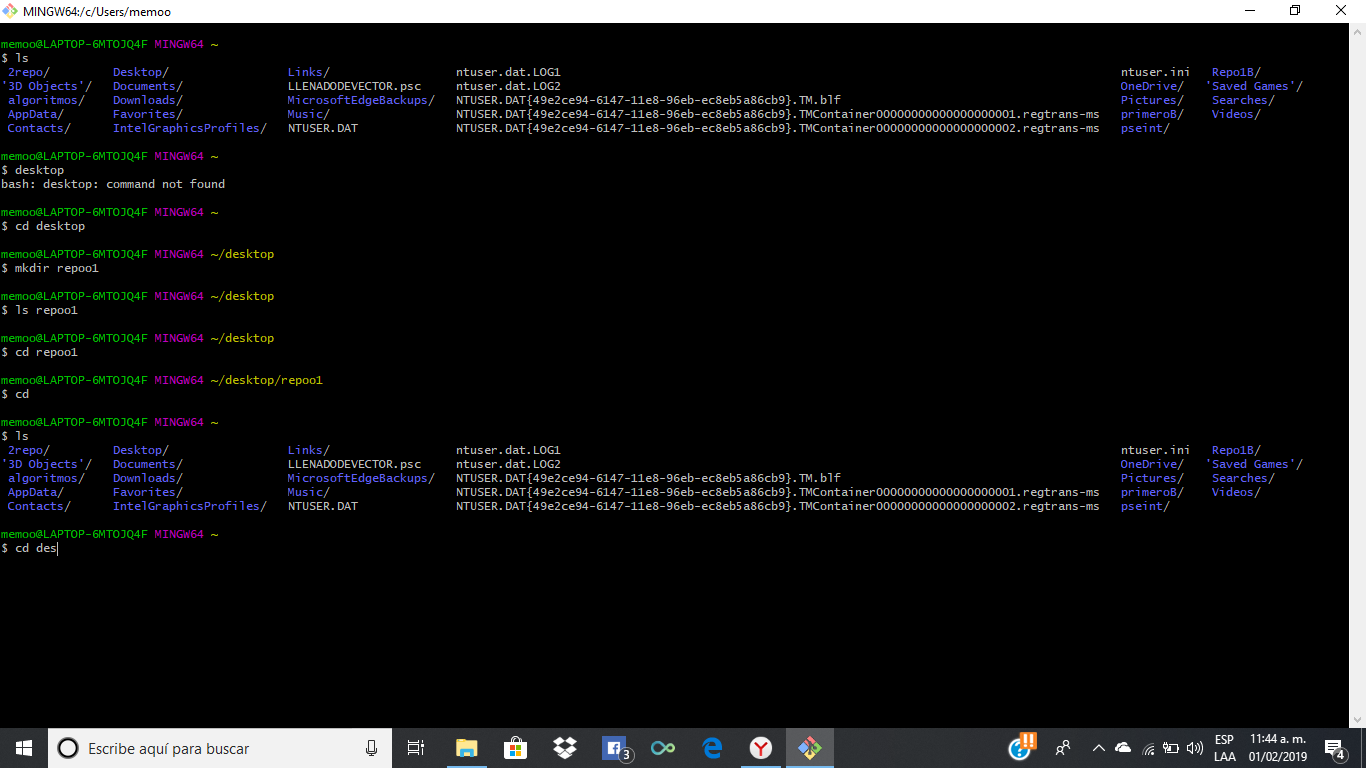 MINGW64:/c/Users/memoo
memoo@LAPTOP-6MTOJQ4F MINGW64 ~
$ ls
2repo/ Desktop/ Links/ ntuser.dat.LOG1 ntuser.ini Repo1B/
'3D Objects'/ Documents/ LLENADODEVECTOR.psc ntuser.dat.LOG2 OneDrive/ 'Saved Games'/
algoritmos/ Downloads/ MicrosoftEdgeBackups/ NTUSER.DAT{49e2ce94-6147-11e8-96eb-ec8eb5a86cb9}.TM.blf Pictures/ Searches/
AppData/ Favorites/ Music/ NTUSER.DAT{49e2ce94-6147-11e8-96eb-ec8eb5a86cb9}.TMContainer00000000000000000001.regtrans-ms primeroB/ Videos/
Contacts/ IntelGraphicsProfiles/ NTUSER.DAT NTUSER.DAT{49e2ce94-6147-11e8-96eb-ec8eb5a86cb9}.TMContainer00000000000000000002.regtrans-ms pseint/
memoo@LAPTOP-6MTOJQ4F MINGW64 ~
$ desktop
bash: desktop: command not found
memoo@LAPTOP-6MTOJQ4F MINGW64 ~
$ cd desktop
memoo@LAPTOP-6MTOJQ4F MINGW64 ~/desktop
$ mkdir repoo1
memoo@LAPTOP-6MTOJQ4F MINGW64 ~/desktop
$ ls repoo1
memoo@LAPTOP-6MTOJQ4F MINGW64 ~/desktop
$ cd repoo1
memoo@LAPTOP-6MTOJQ4F MINGW64 ~/desktop/repoo1
$ cd
memoo@LAPTOP-6MTOJQ4F MINGW64 ~
$ ls
2repo/ Desktop/ Links/ ntuser.dat.LOG1 ntuser.ini Repo1B/
'3D Objects'/ Documents/ LLENADODEVECTOR.psc ntuser.dat.LOG2 OneDrive/ 'Saved Games'/
algoritmos/ Downloads/ MicrosoftEdgeBackups/ NTUSER.DAT{49e2ce94-6147-11e8-96eb-ec8eb5a86cb9}.TM.blf Pictures/ Searches/
AppData/ Favorites/ Music/ NTUSER.DAT{49e2ce94-6147-11e8-96eb-ec8eb5a86cb9}.TMContainer00000000000000000001.regtrans-ms primeroB/ Videos/
Contacts/ IntelGraphicsProfiles/ NTUSER.DAT NTUSER.DAT{49e2ce94-6147-11e8-96eb-ec8eb5a86cb9}.TMContainer00000000000000000002.regtrans-ms pseint/
memoo@LAPTOP-6MTOJQ4F MINGW64 ~
$ cd des
Escribe aquí para buscar
3
ESP
LAA
11:44 a. m.
01/02/2019
4